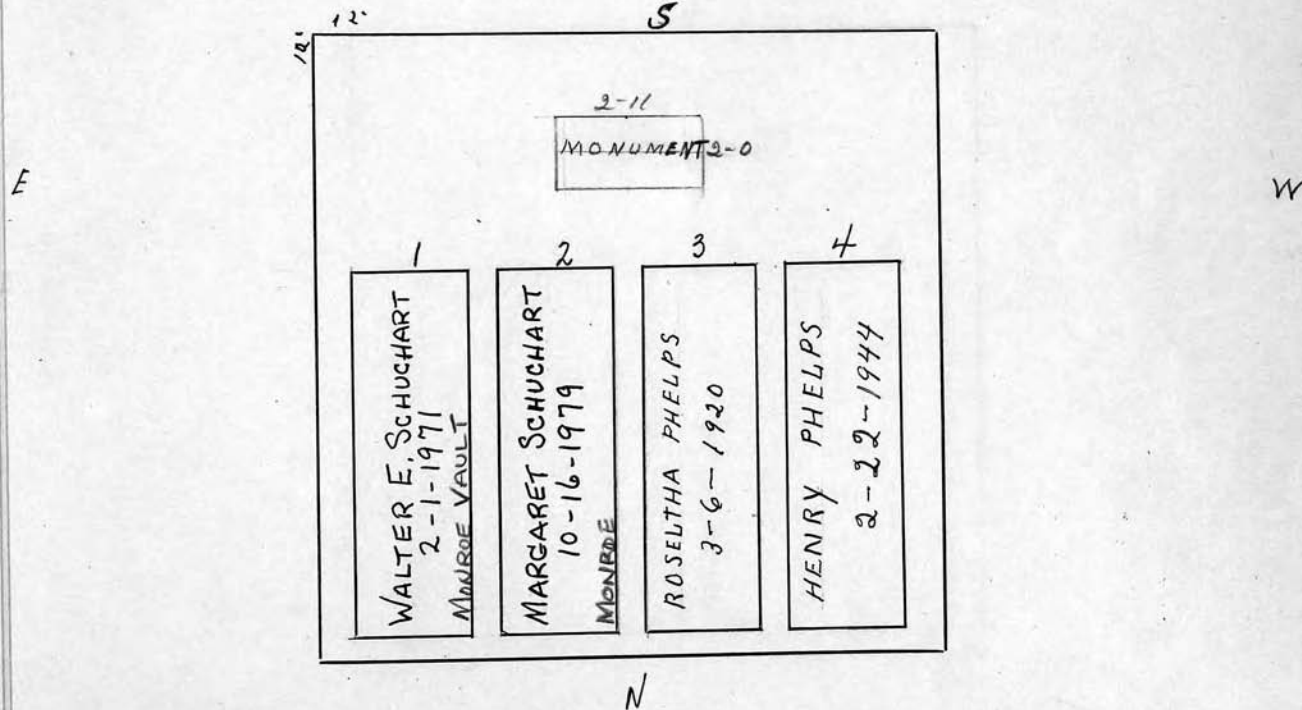 12'
12'
S
2-11
MONUMENT 2-0
E
W
1
2
3
4
WALTER E. SCHUCHART
2-1-1971
MONROE VAULT
MARGARET SCHUCHART
10-16-1979
MONROE
ROSELTHA PHELPS
3-6-1920
HENRY PHELPS
2-22-1944
N